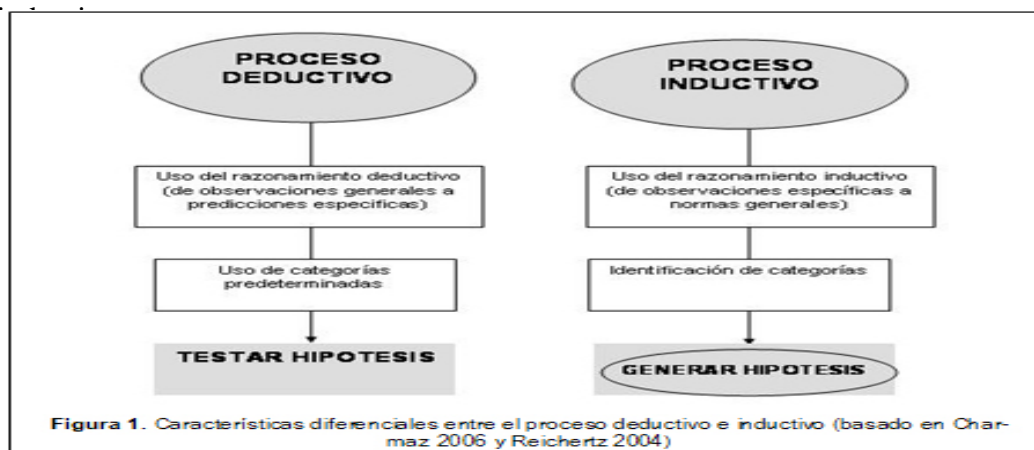 PROCESO
DEDUCTIVO
Uso del razonamiento deductivo
(de observaciones generales a
predicciones especificas)
Uso de categorías
predeterminadas
TESTAR HIPOTESIS
PROCESO
INDUCTIVO
Uso del razonamiento inductivo
(de observaciones específicas a
normas generales)
Identificación de categorías
GENERAR HIPOTESIS
Figura 1. Características diferenciales entre el proceso deductivo e inductivo (basado en Char-
maz 2006 y Reichertz 2004)